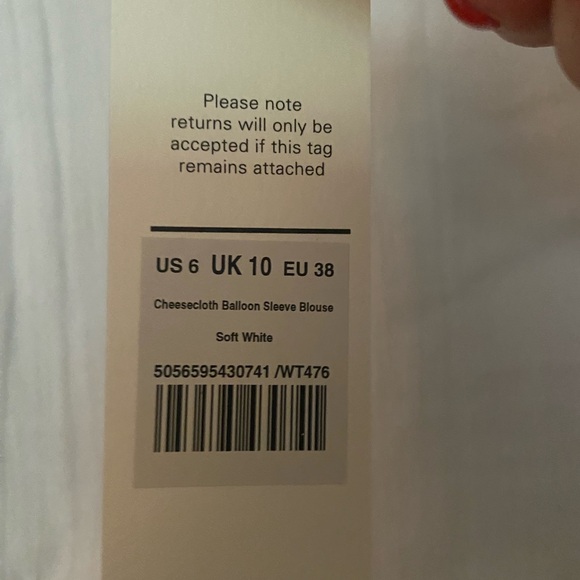 Please note
returns will only be
accepted if this tag
remains attached
US 6 UK 10 EU 38
Cheesecloth Balloon Sleeve Blouse
Soft White
5056595430741 /WT476